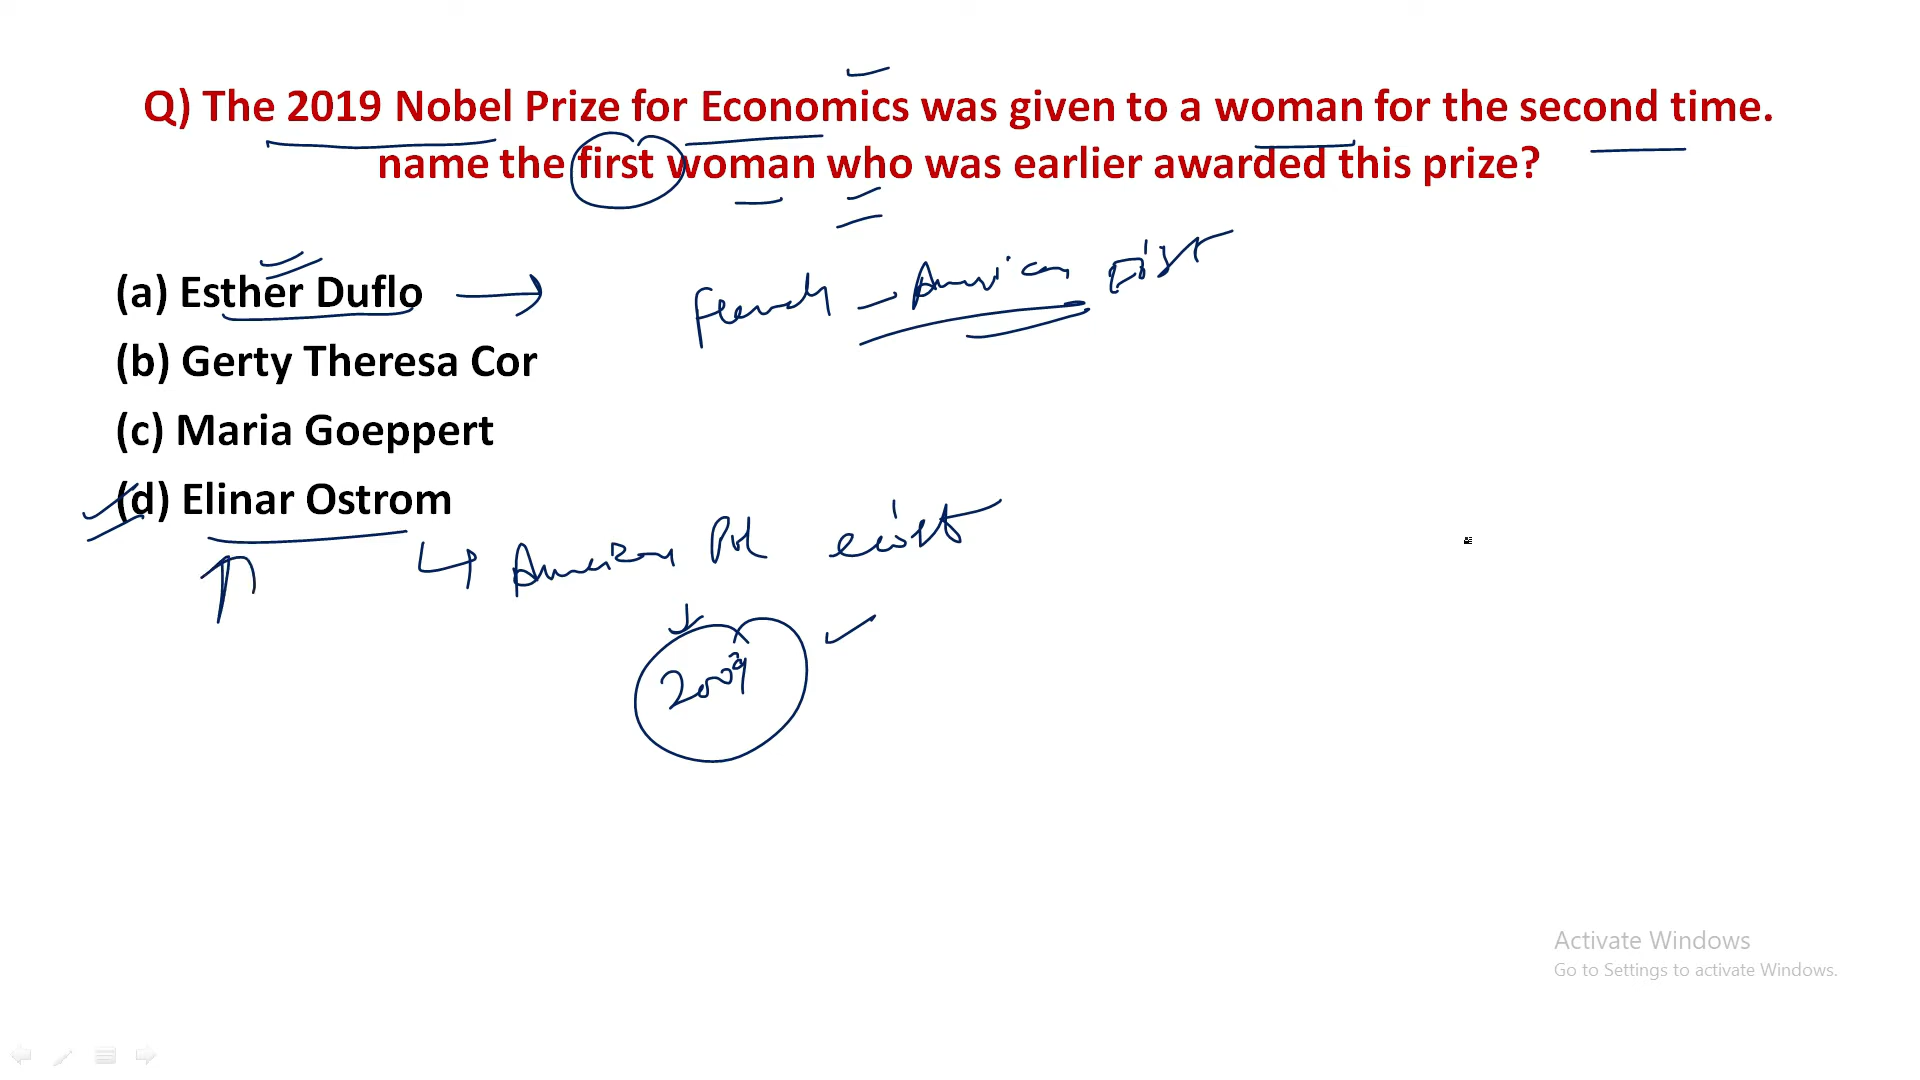 Q) The 2019 Nobel Prize for Economics was given to a woman for the second time.
name the first woman who was earlier awarded this prize?
(a) Esther Duflo
French - American
(b) Gerty Theresa Cor
(c) Maria Goeppert
(d) Elinar Ostrom
American Pol
2009
Activate Windows
Go to Settings to activate Windows.